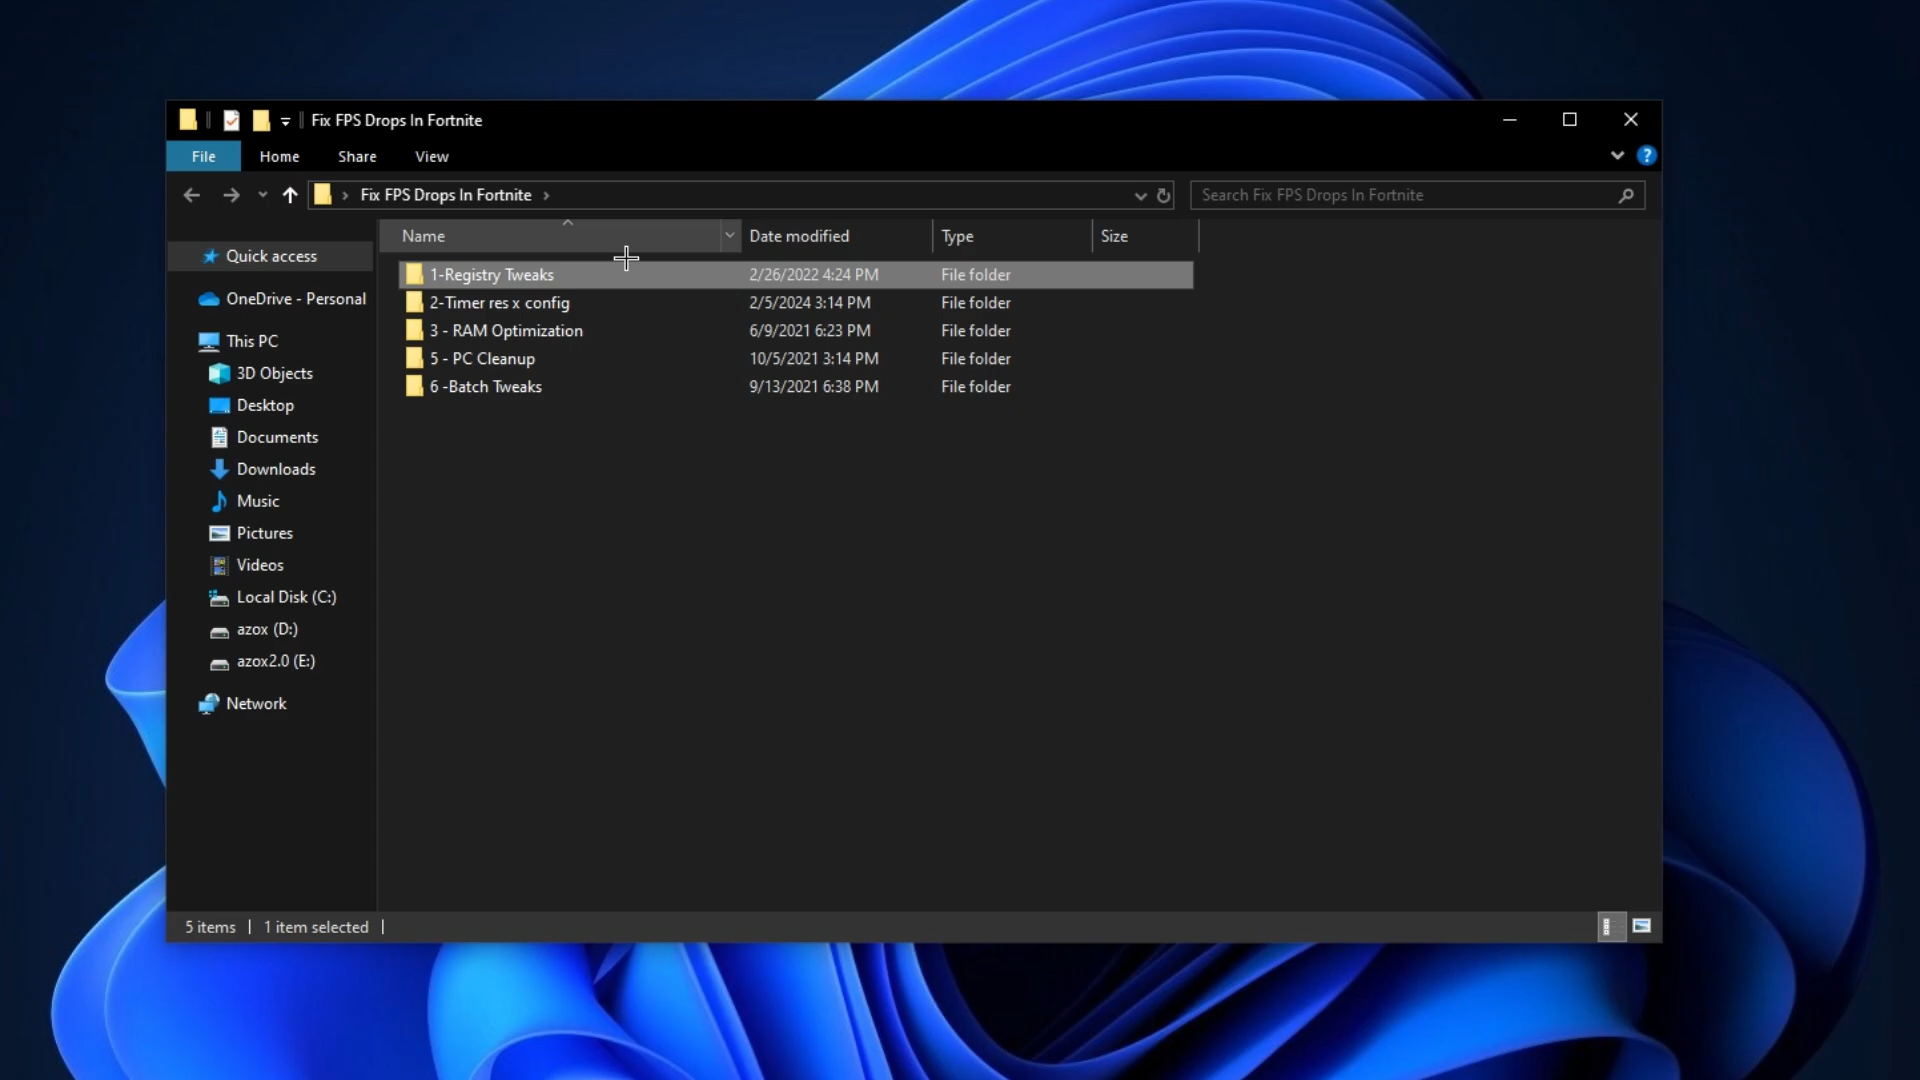 Fix FPS Drops In Fortnite
File Home Share View
?
Fix FPS Drops In Fortnite
Search Fix FPS Drops In Fortnite
Name Date modified Type Size
Quick access
OneDrive - Personal
This PC
3D Objects
Desktop
Documents
Downloads
Music
Pictures
Videos
Local Disk (C:)
azox (D:)
azox2.0 (E:)
Network
1-Registry Tweaks 2/26/2022 4:24 PM File folder
2-Timer res x config 2/5/2024 3:14 PM File folder
3 - RAM Optimization 6/9/2021 6:23 PM File folder
5 - PC Cleanup 10/5/2021 3:14 PM File folder
6 -Batch Tweaks 9/13/2021 6:38 PM File folder
5 items 1 item selected